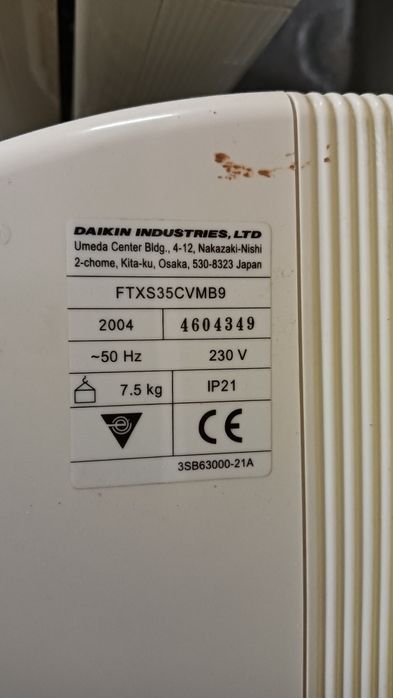 DAIKIN INDUSTRIES, LTD
Umeda Center Bldg., 4-12, Nakazaki-Nishi
2-chome, Kita-ku, Osaka, 530-8323 Japan
FTXS35CVMB9
2004 4604349
~50 Hz 230 V
7.5 kg IP21
e CE
3SB63000-21A